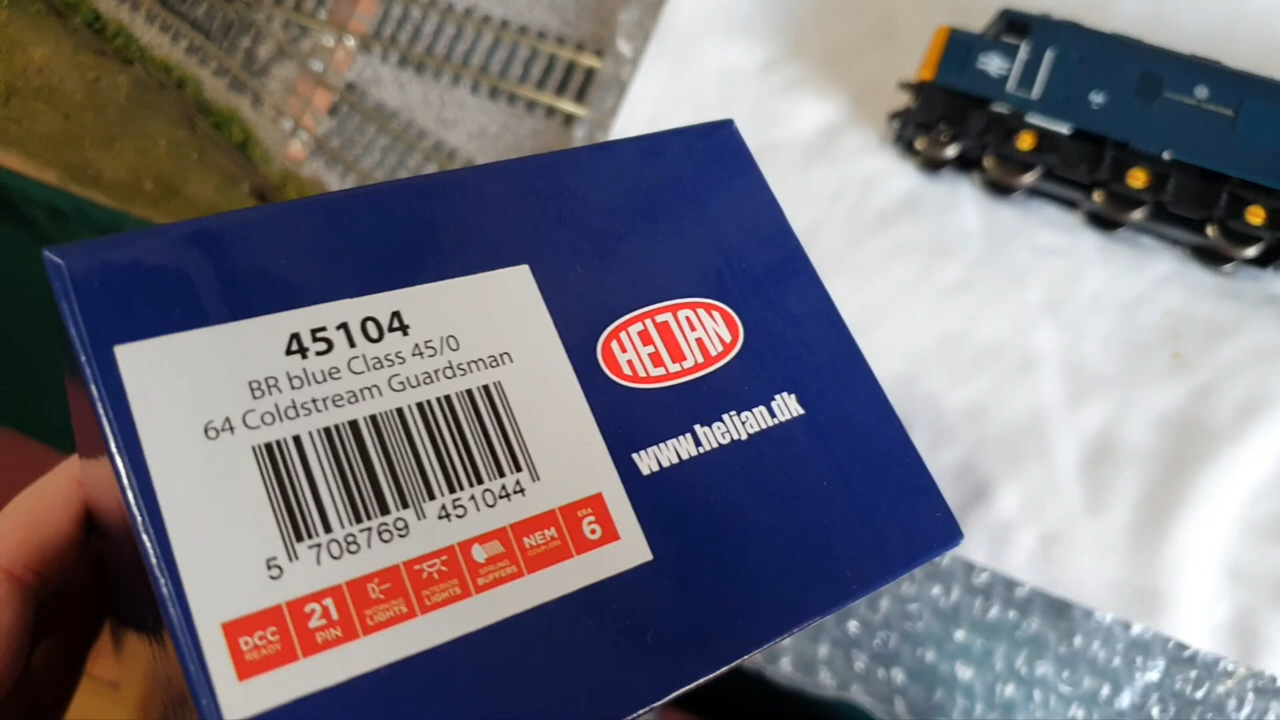 45104
BR blue Class 45/0
64 Coldstream Guardsman
5 708769 451044
DCC
READY
21
PIN
WORKING
LIGHTS
INTERIOR
LIGHTS
SPRUNG
BUFFERS
NEM
COUPLERS
ERA
6
HELJAN
www.heljan.dk